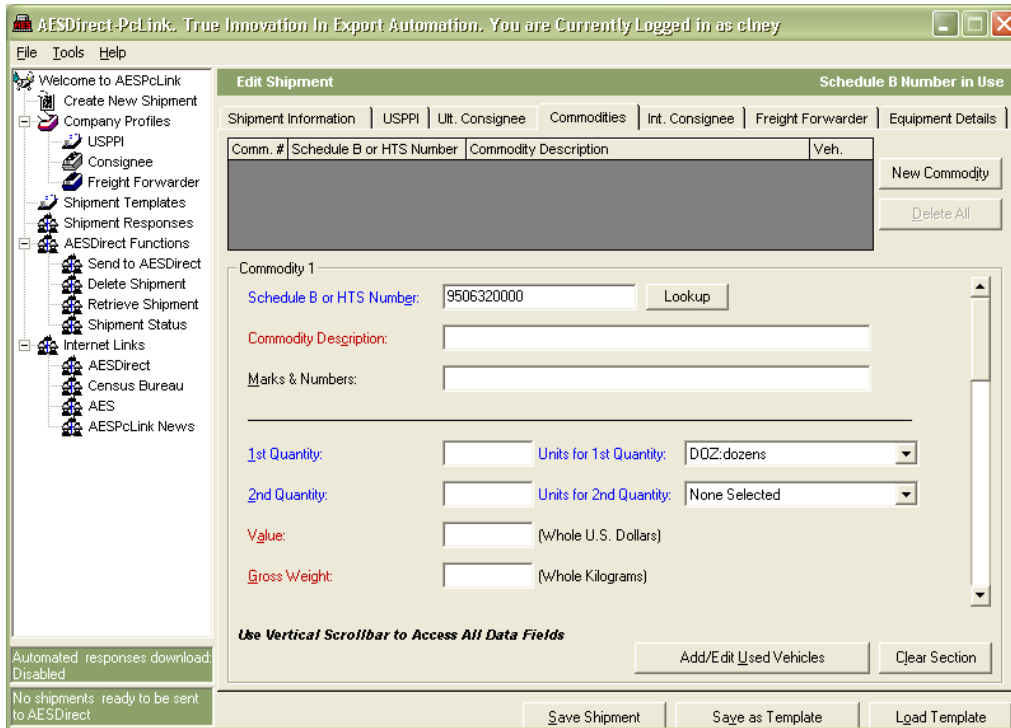 AESDirect-PcLink. True Innovation In Export Automation. You are Currently Logged in as clney
File Tools Help
Welcome to AESPcLink
Create New Shipment
Company Profiles
USPPI
Consignee
Freight Forwarder
Shipment Templates
Shipment Responses
AESDirect Functions
Send to AESDirect
Delete Shipment
Retrieve Shipment
Shipment Status
Internet Links
AESDirect
Census Bureau
AES
AESPcLink News
Automated responses download:
Disabled
No shipments ready to be sent
to AESDirect
Edit Shipment Schedule B Number in Use
Shipment Information USPPI Ult. Consignee Commodities Int. Consignee Freight Forwarder Equipment Details
Comm. # Schedule B or HTS Number Commodity Description Veh.
New Commodity
Delete All
Commodity 1
Schedule B or HTS Number: 9506320000 Lookup
Commodity Description:
Marks & Numbers:
1st Quantity: Units for 1st Quantity: DOZ:dozens
2nd Quantity: Units for 2nd Quantity: None Selected
Value: (Whole U.S. Dollars)
Gross Weight: (Whole Kilograms)
Use Vertical Scrollbar to Access All Data Fields
Add/Edit Used Vehicles Clear Section
Save Shipment Save as Template Load Template